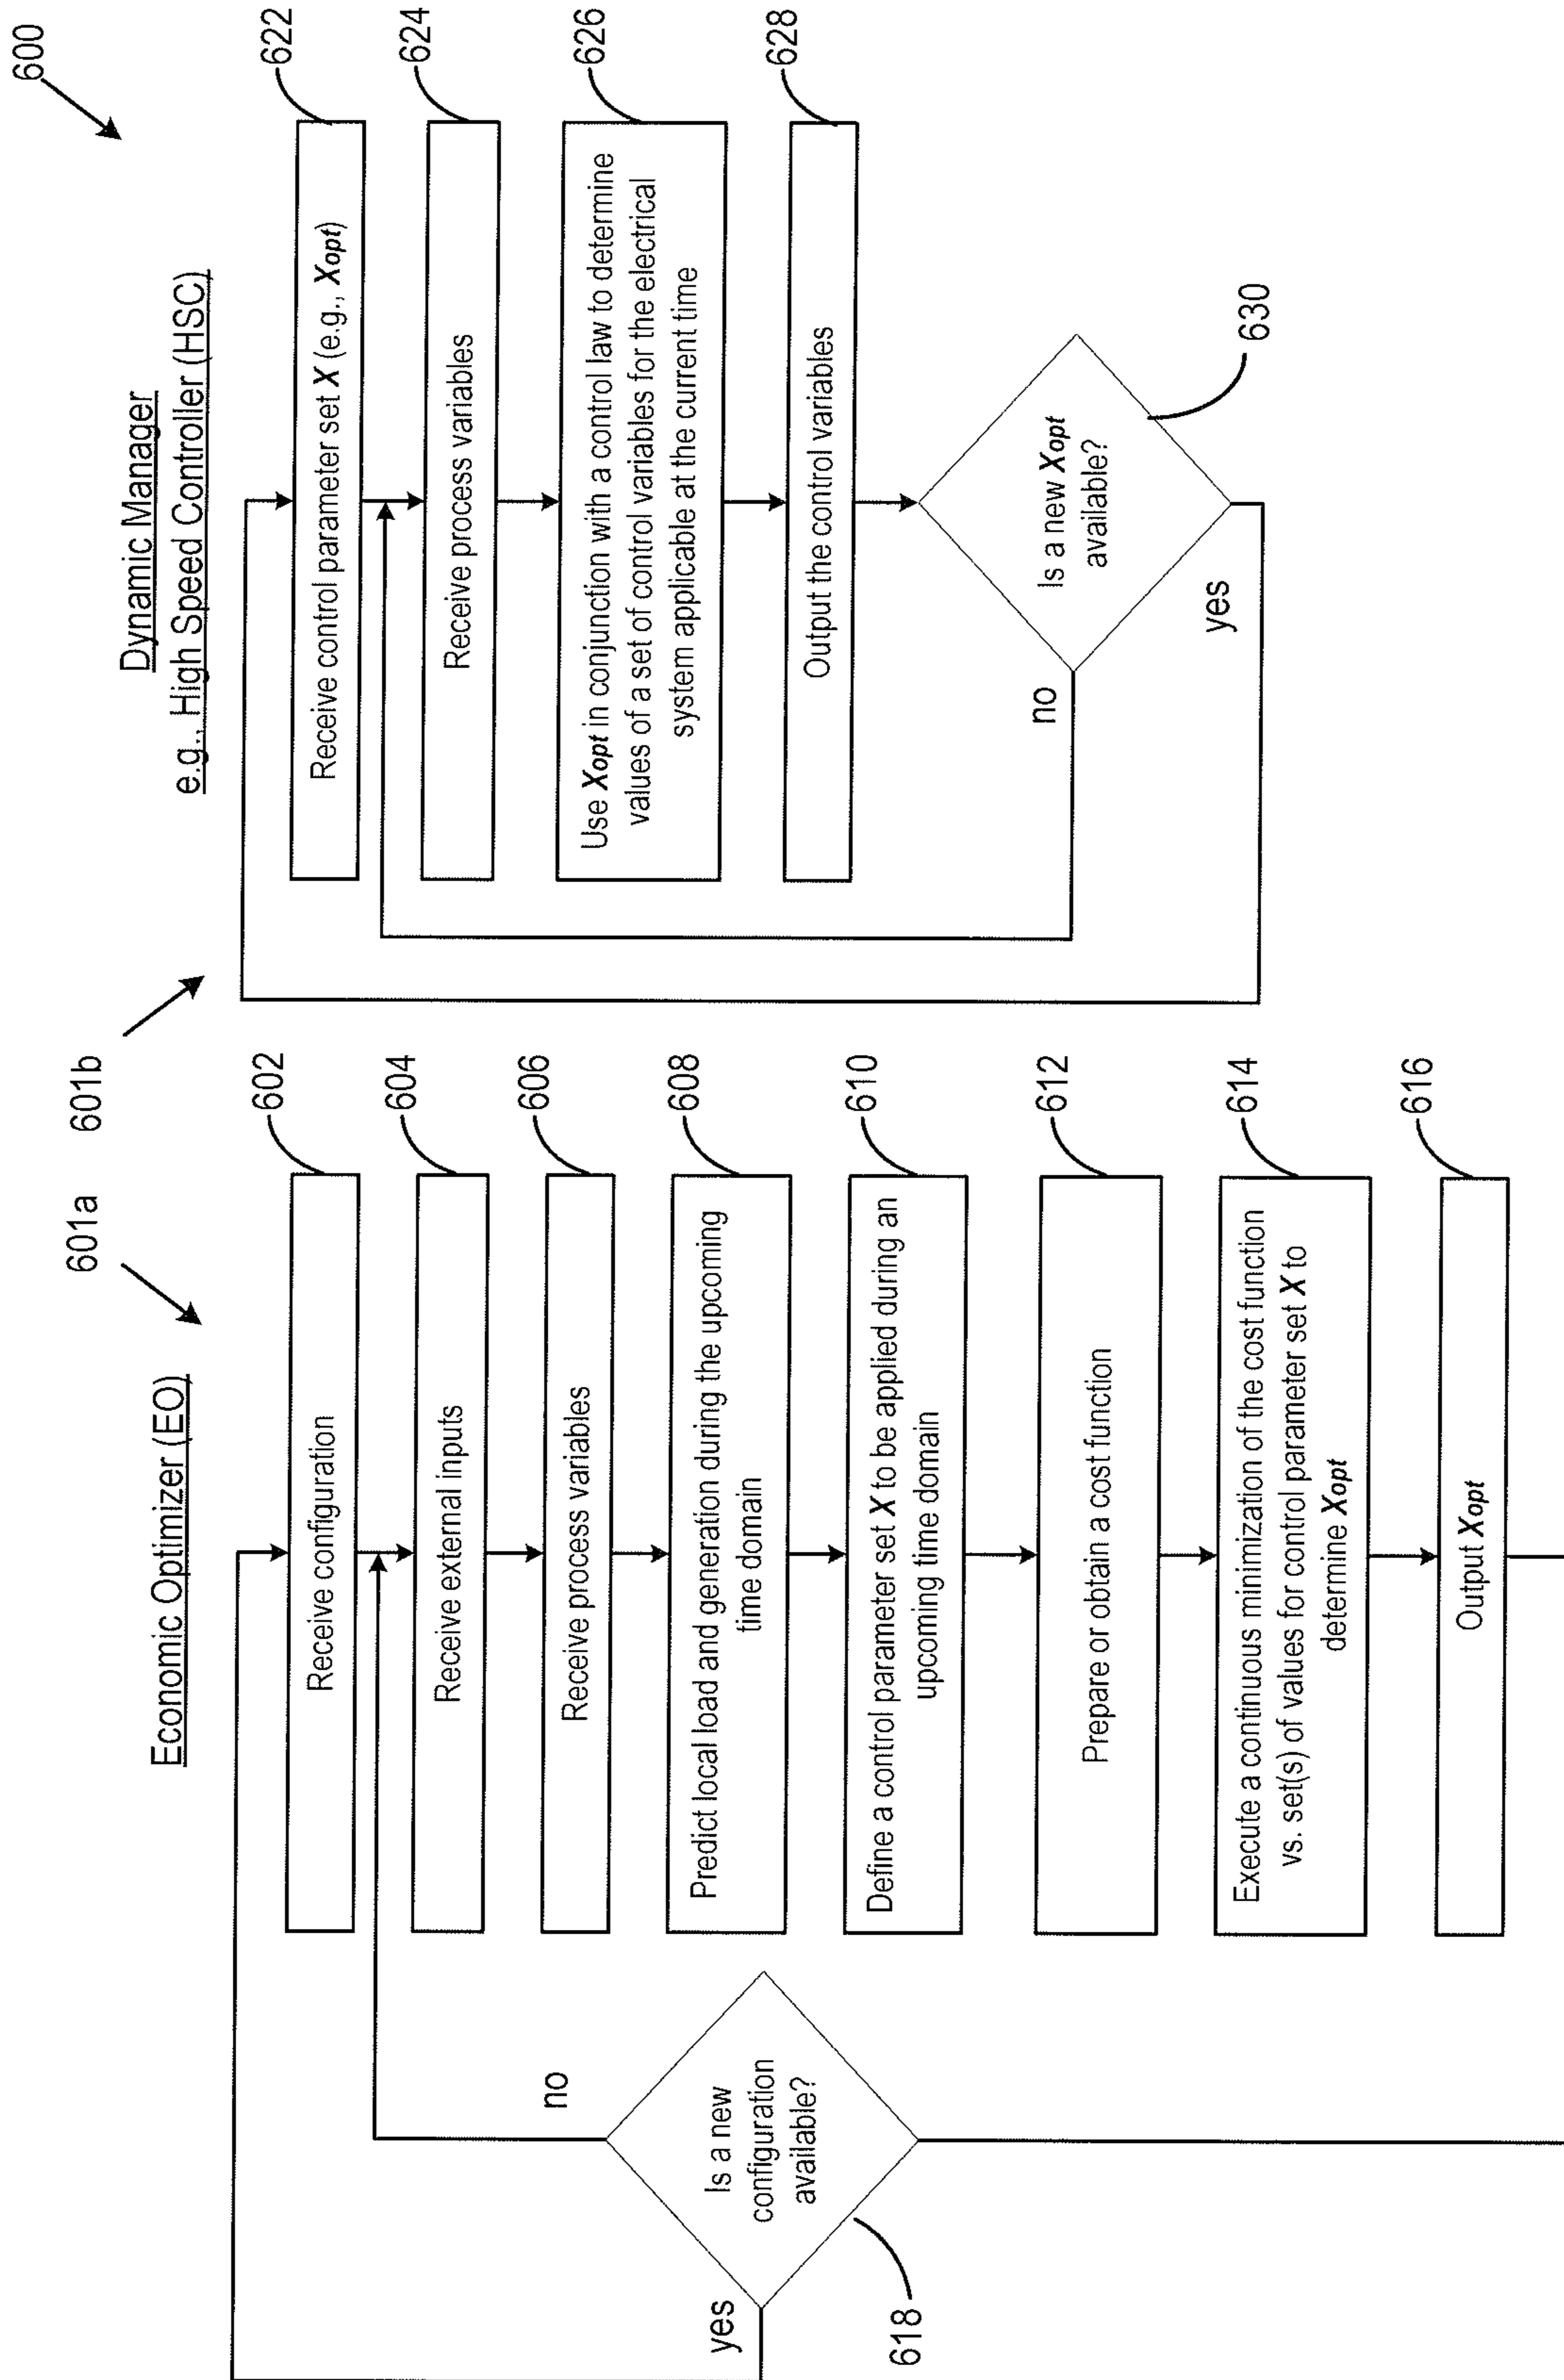 600
601a
601b
Economic Optimizer (EO)
Receive configuration
602
Receive external inputs
604
Receive process variables
606
Predict local load and generation during the upcoming
time domain
608
Define a control parameter set X to be applied during an
upcoming time domain
610
Prepare or obtain a cost function
612
Execute a continuous minimization of the cost function
vs. set(s) of values for control parameter set X to
determine Xopt
614
Output Xopt
616
Is a new
configuration
available?
no
yes
618
Dynamic Manager
e.g., High Speed Controller (HSC)
Receive control parameter set X (e.g., Xopt)
622
Receive process variables
624
Use Xopt in conjunction with a control law to determine
values of a set of control variables for the electrical
system applicable at the current time
626
Output the control variables
628
Is a new Xopt
available?
no
yes
630